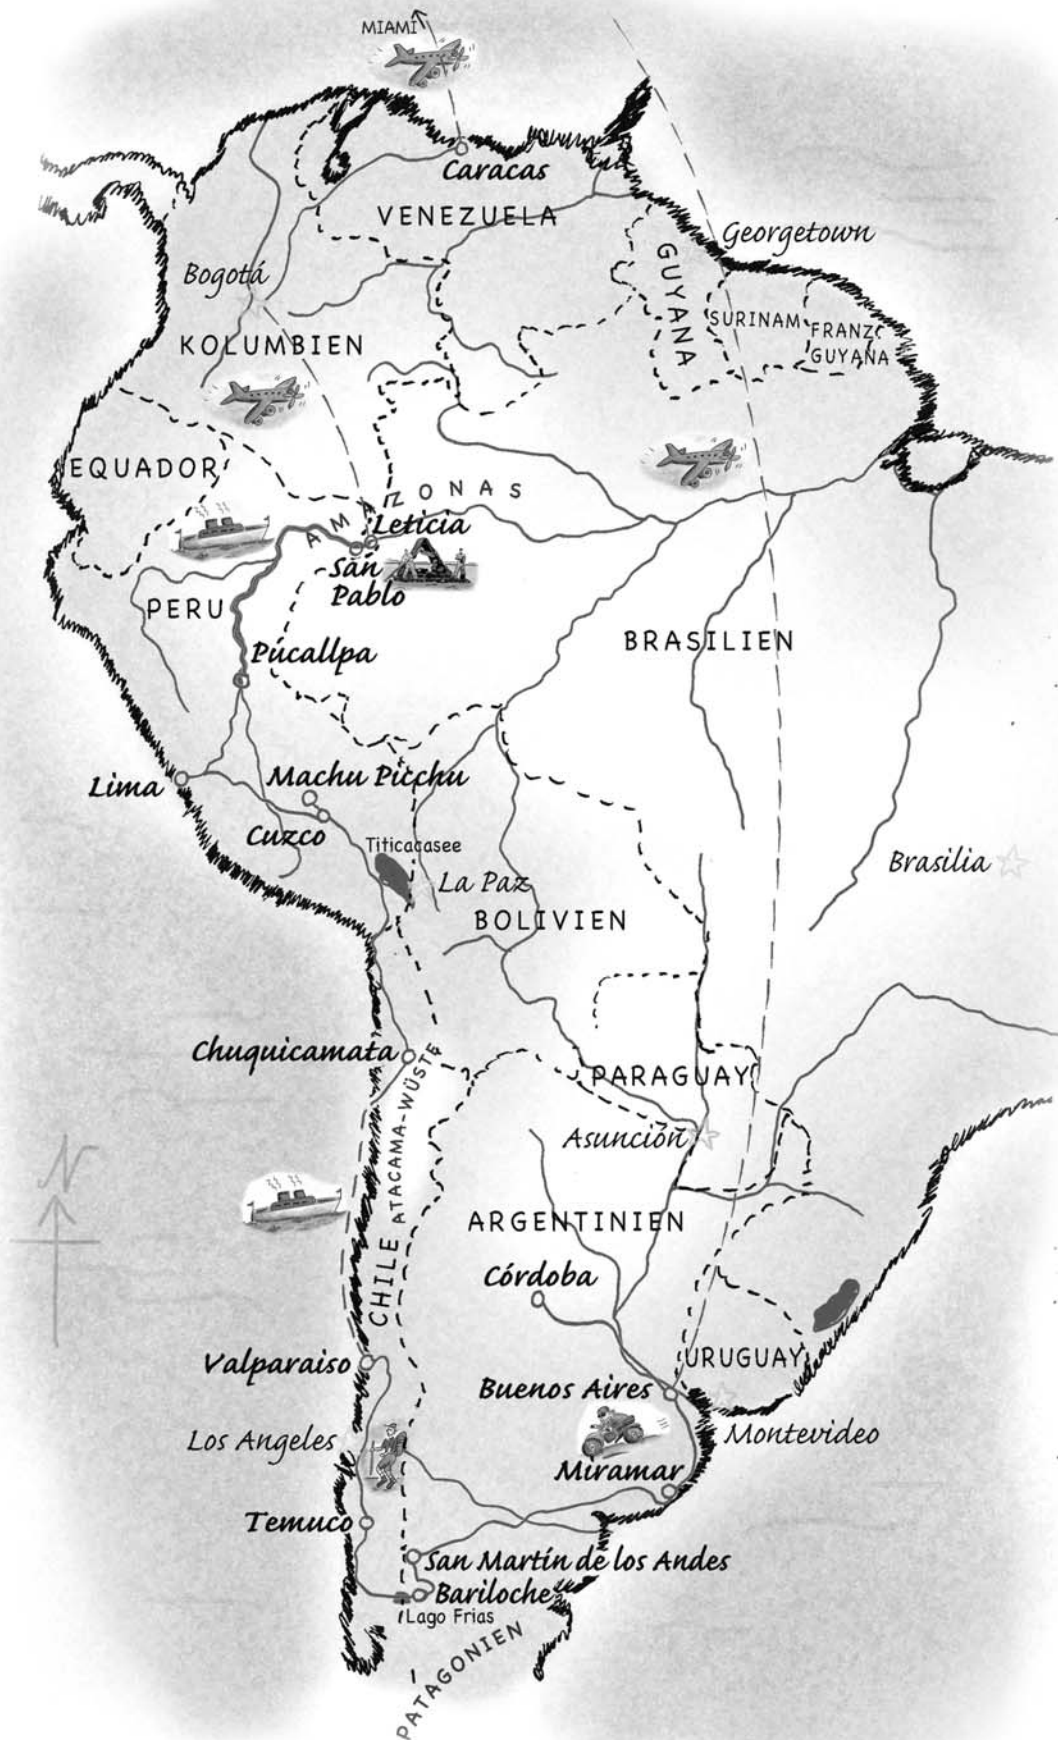 MIAMI
Caracas
VENEZUELA
Georgetown
GUYANA
Bogotá
SURINAM
FRANZ.
GUYANA
KOLUMBIEN
EQUADOR
AMAZONAS
Leticia
San
Pablo
PERU
BRASILIEN
Pucallpa
Lima
Machu Picchu
Cuzco
Titicacasee
La Paz
Brasilia
BOLIVIEN
Chuquicamata
ATACAMA-WÜSTE
PARAGUAY
Asunción
N
ARGENTINIEN
CHILE
Córdoba
Valparaiso
URUGUAY
Buenos Aires
Los Angeles
Montevideo
Miramar
Temuco
San Martín de los Andes
Bariloche
Lago Frias
PATAGONIEN